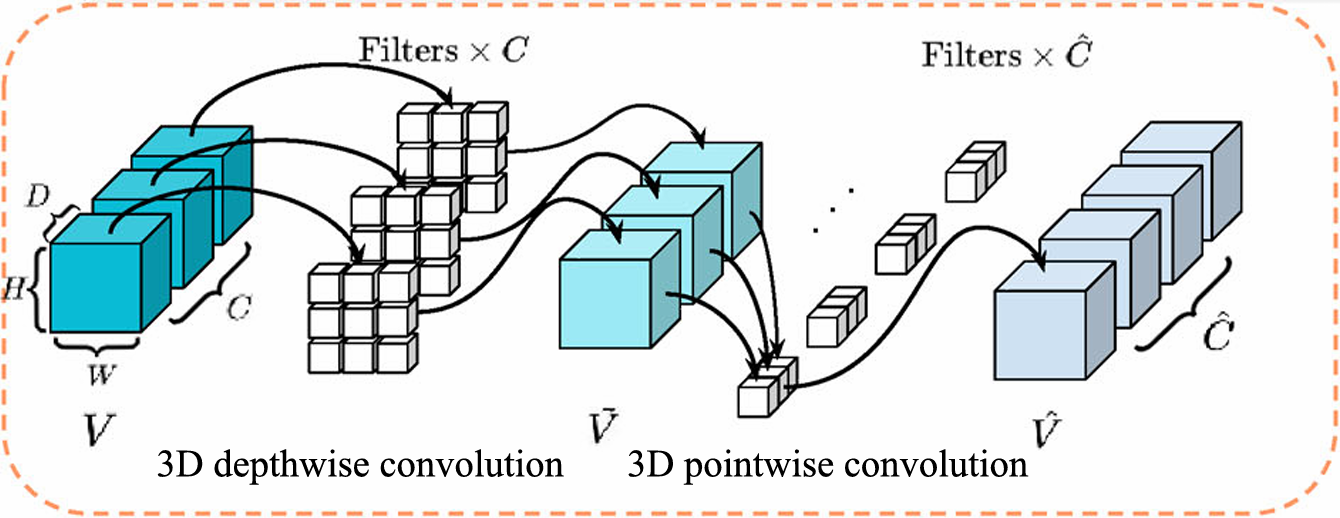 Filters × C
Filters × Ĉ
D
H
C
W
Ĉ
V
Ṽ
V̂
3D depthwise convolution
3D pointwise convolution